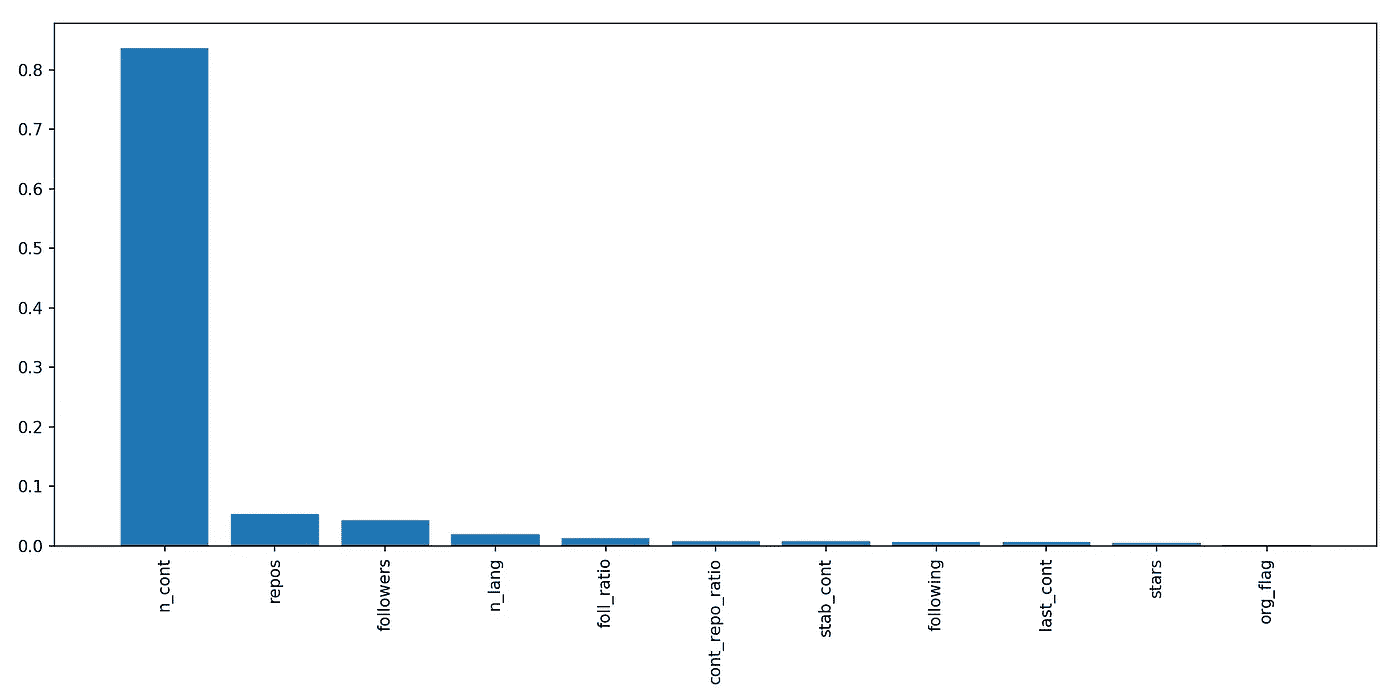 0.8
0.7
0.6
0.5
0.4
0.3
0.2
0.1
0.0
n_cont
repos
followers
n_lang
foll_ratio
cont_repo_ratio
stab_cont
following
last_cont
stars
org_flag